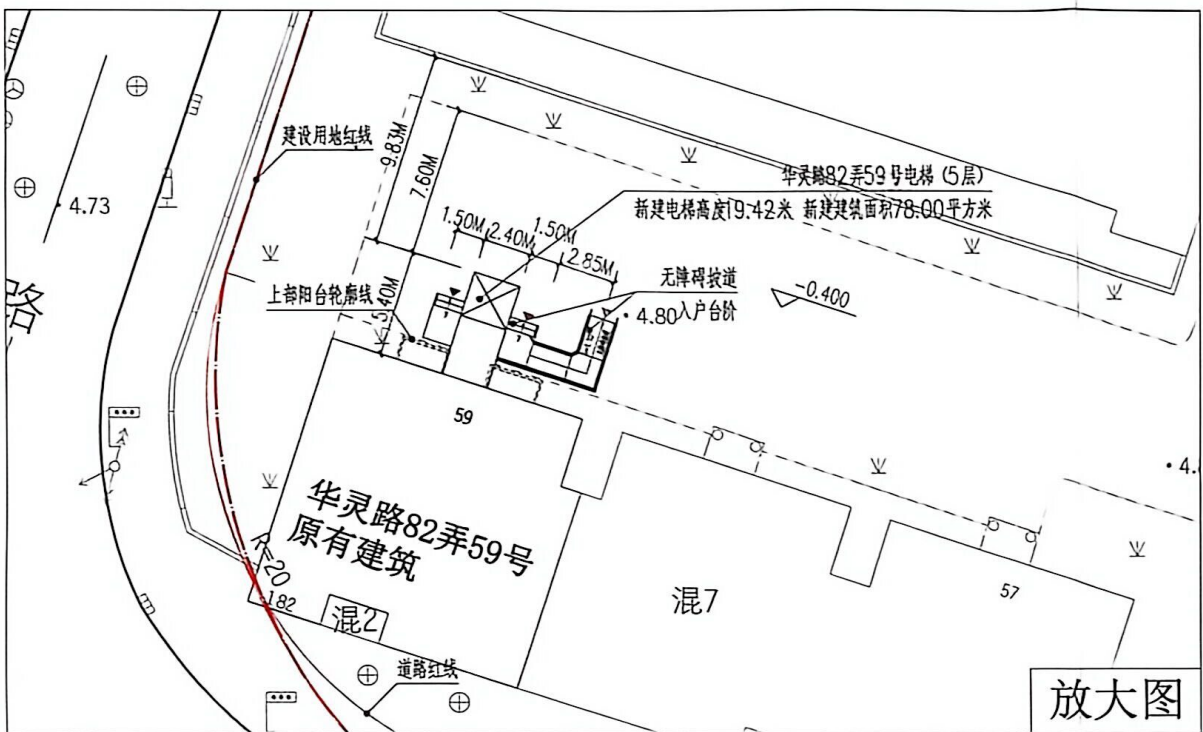 建设用地红线
9.83M
7.60M
4.73
华灵路82弄59号电梯（5层）
新建电梯高度19.42米 新建建筑面积78.00平方米
1.50M
2.40M
1.50M
2.85M
无障碍坡道
-0.400
路
上部阳台轮廓线
5.40M
4.80
入户台阶
59
4.
华灵路82弄59号
原有建筑
R=20
182
混2
混7
57
道路红线
放大图